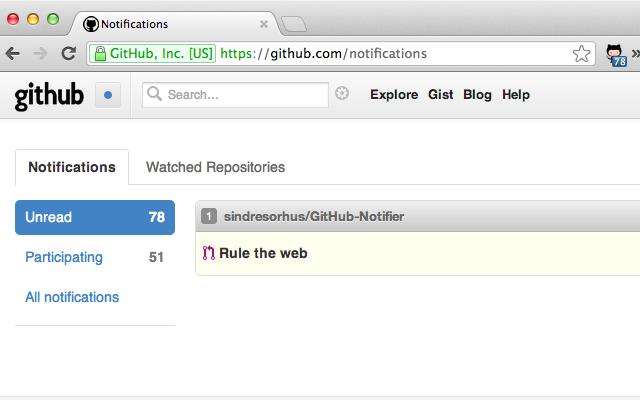 Notifications
GitHub, Inc. [US] https://github.com/notifications
78
github Search... Explore Gist Blog Help
Notifications Watched Repositories
Unread 78
1 sindresorhus/GitHub-Notifier
Participating 51
Rule the web
All notifications